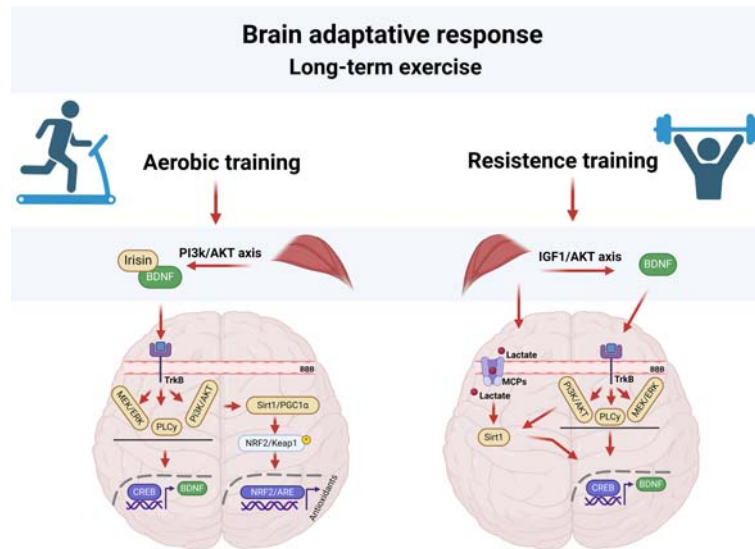 Brain adaptative response
Long-term exercise
Aerobic training
Resistence training
PI3k/AKT axis
Irisin
BDNF
IGF1/AKT axis
BDNF
BBB
TrkB
MEK/ERK
PLCy
Pi3K/AKT
Sirt1/PGC1α
NRF2/Keap1
CREB
BDNF
NRF2/ARE
Antioxidants
Lactate
MCPs
Lactate
BBB
TrkB
Pi3K/AKT
PLCy
MEK/ERK
Sirt1
CREB
BDNF